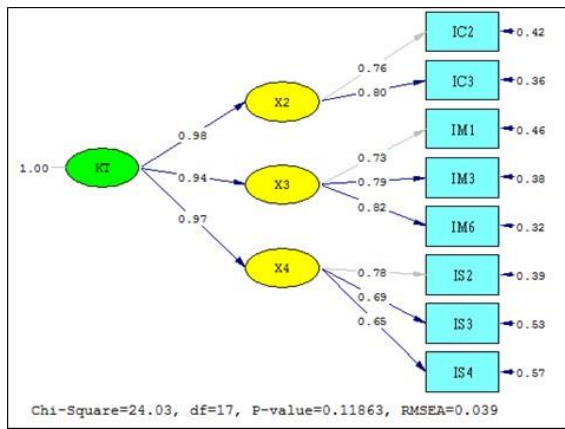 IC2
0.42
0.76
IC3
0.36
X2
0.80
0.98
IM1
0.46
0.73
1.00
KT
0.94
X3
0.79
IM3
0.38
0.82
0.97
IM6
0.32
X4
0.78
IS2
0.39
0.69
IS3
0.53
0.65
IS4
0.57
Chi-Square=24.03, df=17, P-value=0.11863, RMSEA=0.039